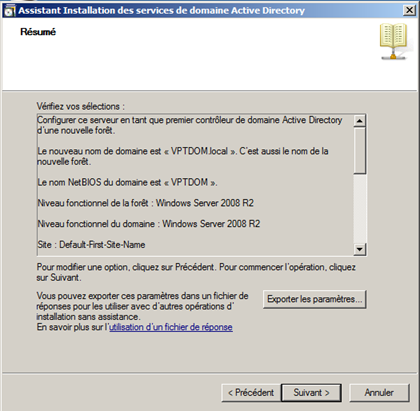 Assistant Installation des services de domaine Active Directory
Résumé
Vérifiez vos sélections :
Configurer ce serveur en tant que premier contrôleur de domaine Active Directory
d'une nouvelle forêt.
Le nouveau nom de domaine est « VPTDOM.local ». C'est aussi le nom de la
nouvelle forêt.
Le nom NetBIOS du domaine est « VPTDOM ».
Niveau fonctionnel de la forêt : Windows Server 2008 R2
Niveau fonctionnel du domaine : Windows Server 2008 R2
Site : Default-First-Site-Name
Pour modifier une option, cliquez sur Précédent. Pour commencer l'opération, cliquez
sur Suivant.
Vous pouvez exporter ces paramètres dans un fichier de
réponses pour les utiliser avec d'autres opérations d'
installation sans assistance.
Exporter les paramètres...
En savoir plus sur l'utilisation d'un fichier de réponse
< Précédent
Suivant >
Annuler